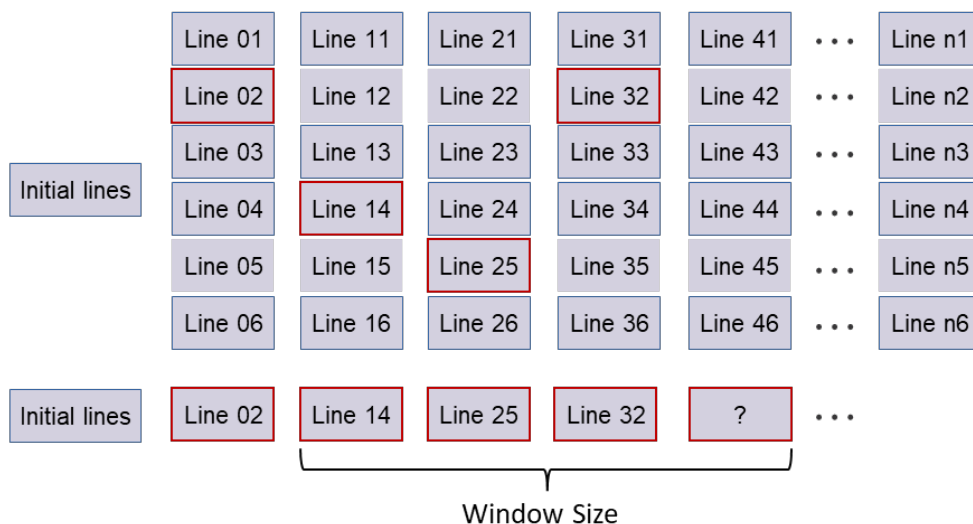 Line 01 Line 11 Line 21 Line 31 Line 41 ... Line n1
Line 02 Line 12 Line 22 Line 32 Line 42 ... Line n2
Line 03 Line 13 Line 23 Line 33 Line 43 ... Line n3
Initial lines
Line 04 Line 14 Line 24 Line 34 Line 44 ... Line n4
Line 05 Line 15 Line 25 Line 35 Line 45 ... Line n5
Line 06 Line 16 Line 26 Line 36 Line 46 ... Line n6
Initial lines Line 02 Line 14 Line 25 Line 32 ? ...
Window Size